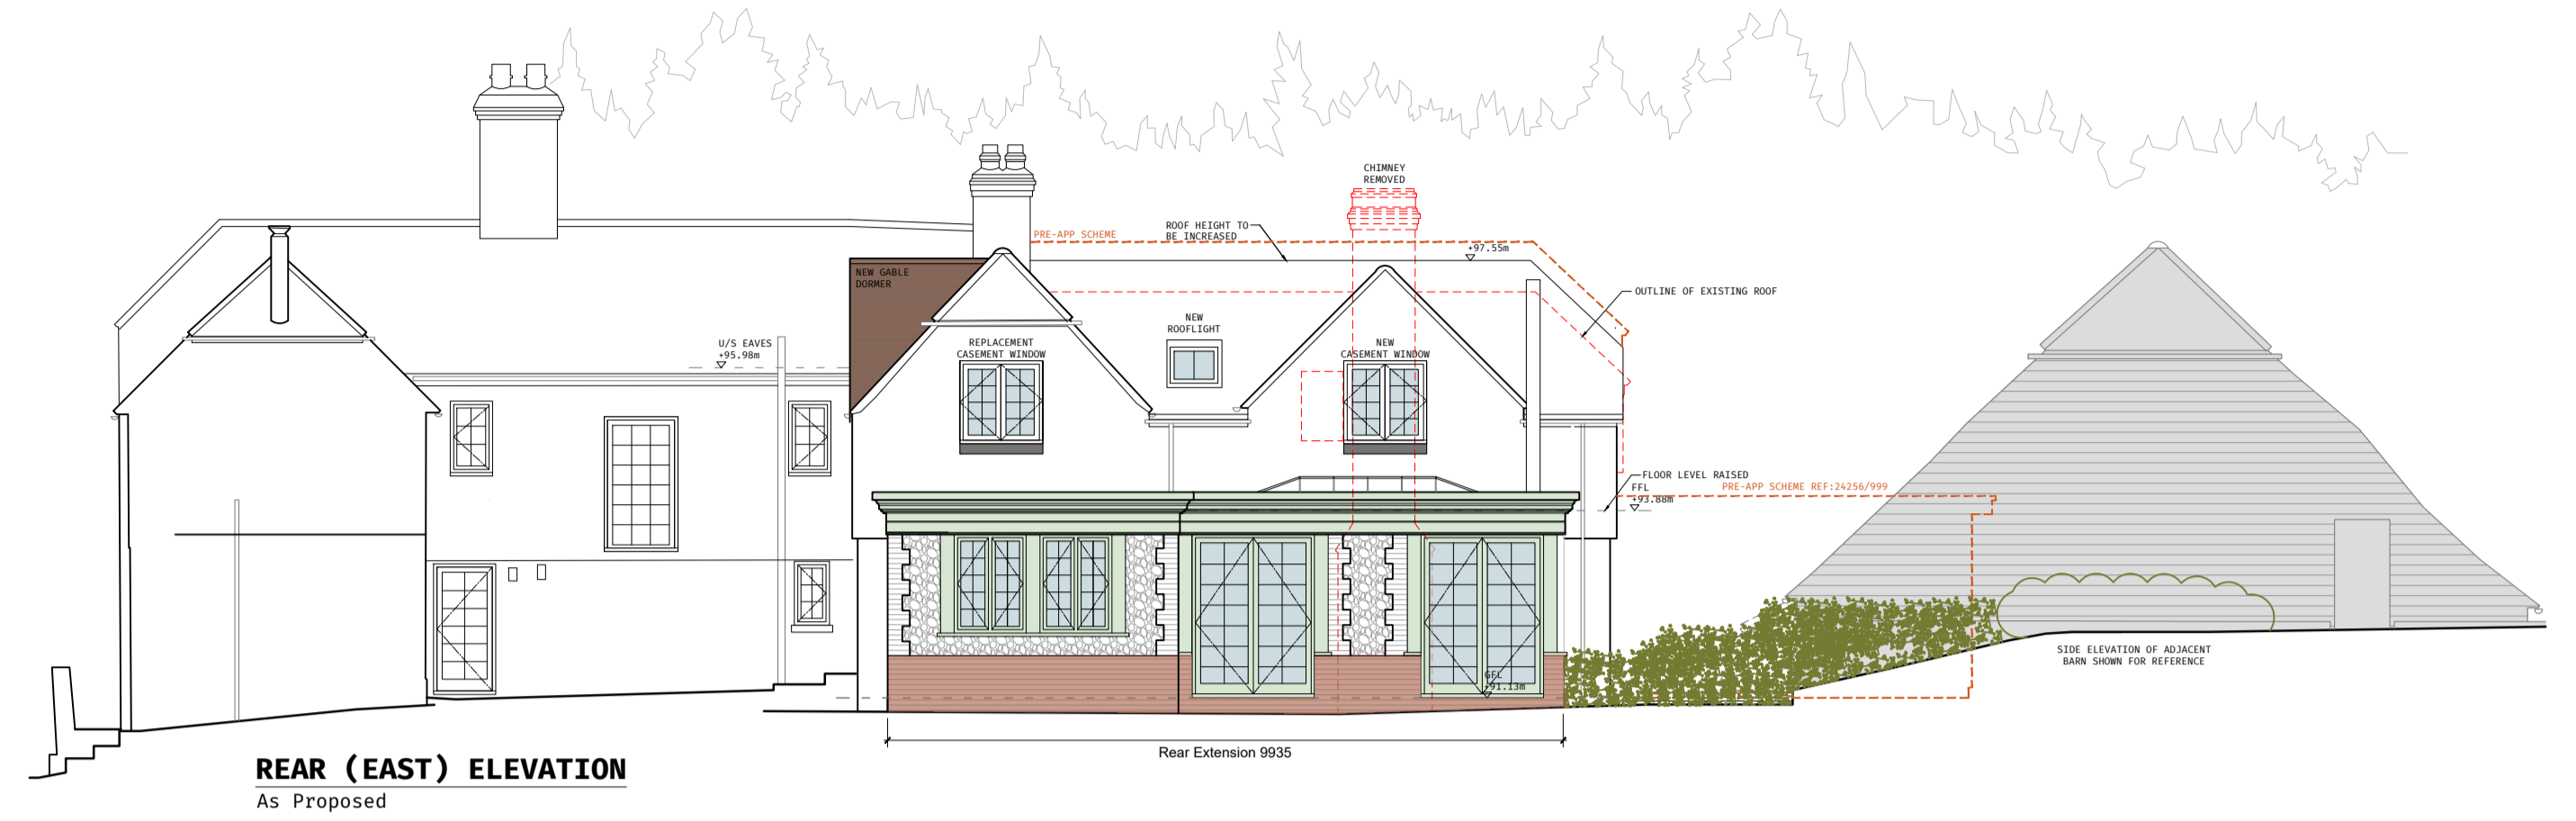 CHIMNEY
REMOVED
PRE-APP SCHEME
ROOF HEIGHT TO
BE INCREASED
+97.55m
NEW GABLE
DORMER
OUTLINE OF EXISTING ROOF
NEW
ROOFLIGHT
U/S EAVES
+95.98m
REPLACEMENT
CASEMENT WINDOW
NEW
CASEMENT WINDOW
FLOOR LEVEL RAISED
FFL
+93.88m
PRE-APP SCHEME REF:24256/999
SIDE ELEVATION OF ADJACENT
BARN SHOWN FOR REFERENCE
GFL
+91.13m
Rear Extension 9935
REAR (EAST) ELEVATION
As Proposed